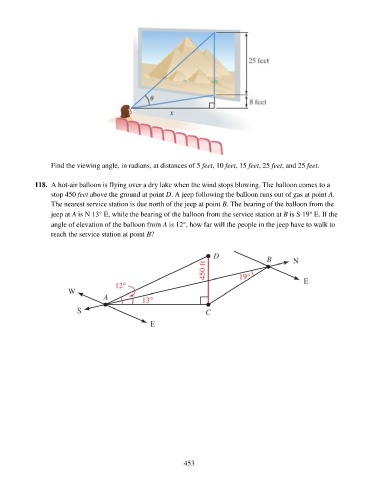 25 feet
θ
8 feet
x
Find the viewing angle, in radians, at distances of 5 feet, 10 feet, 15 feet, 25 feet, and 25 feet.
118. A hot-air balloon is flying over a dry lake when the wind stops blowing. The balloon comes to a
stop 450 feet above the ground at point D. A jeep following the balloon runs out of gas at point A.
The nearest service station is due north of the jeep at point B. The bearing of the balloon from the
jeep at A is N 13° E, while the bearing of the balloon from the service station at B is S 19° E. If the
angle of elevation of the balloon from A is 12°, how far will the people in the jeep have to walk to
reach the service station at point B?
D
B
N
450 ft
19°
E
12°
W
A
13°
S
C
E
453